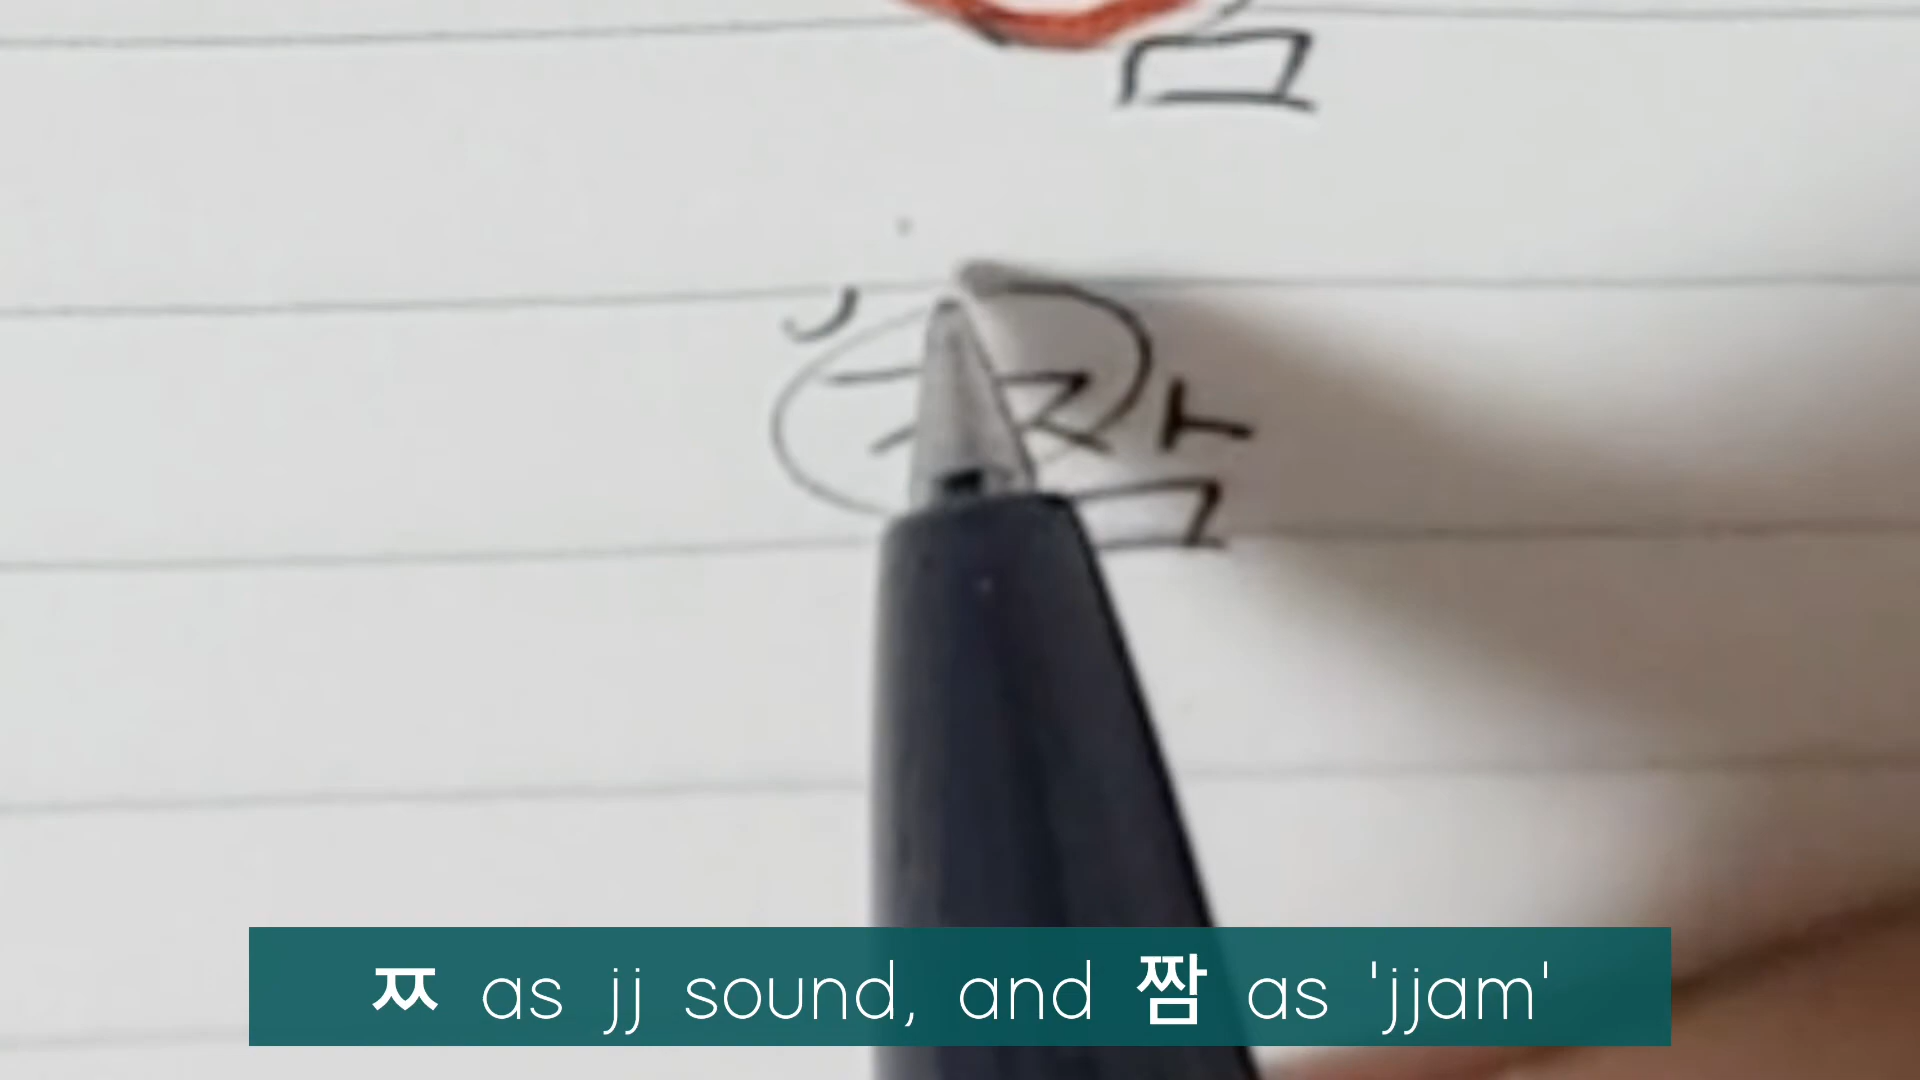 ㅁ
짬
ㅉ as jj sound, and 짬 as 'jjam'